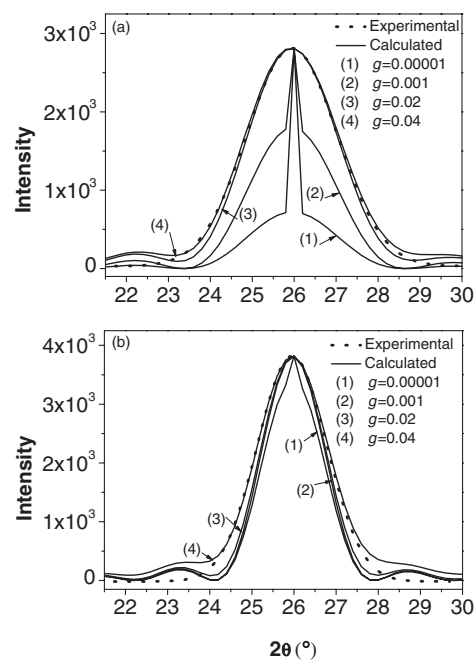 (a)
Experimental
Calculated
(1) g=0.00001
(2) g=0.001
(3) g=0.02
(4) g=0.04
3x10³
2x10³
1x10³
0
Intensity
(4)
(3)
(2)
(1)
22 23 24 25 26 27 28 29 30
(b)
Experimental
Calculated
(1) g=0.00001
(2) g=0.001
(3) g=0.02
(4) g=0.04
4x10³
3x10³
2x10³
1x10³
0
Intensity
(1)
(2)
(3)
(4)
22 23 24 25 26 27 28 29 30
2θ (°)